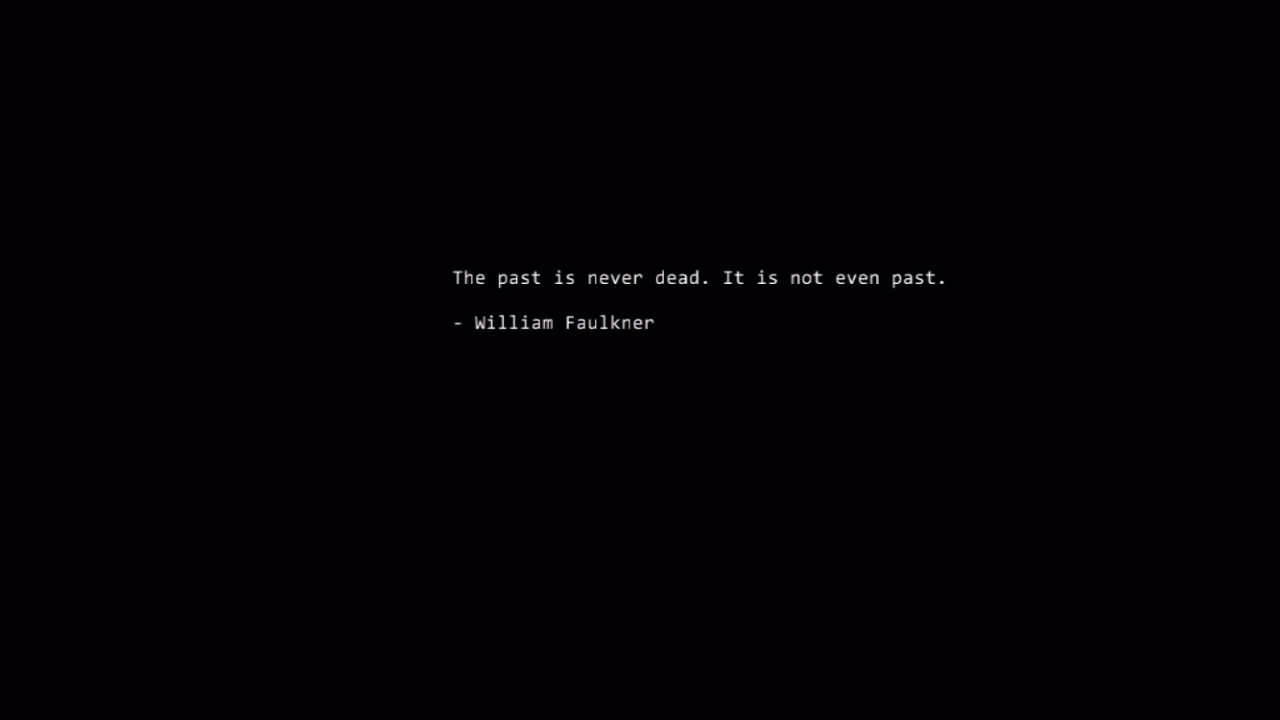 The past is never dead. It is not even past.
- William Faulkner